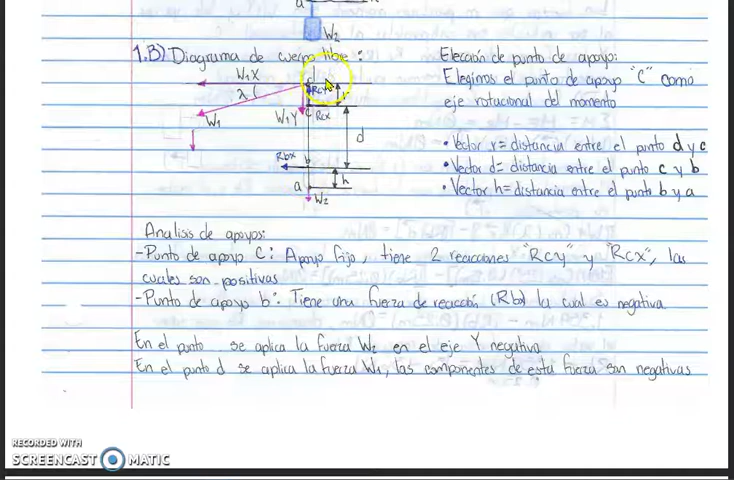 a
W2
1.B) Diagrama de cuerpo libre:
W1X
d
Rcy
λ
r
W1
W1Y
C
Rcx
d
Rbx
b
a
h
W2
Elección de punto de apoyo:
Eleginos el punto de apoyo "C" como
eje rotacional del momento
• Vector r= distancia entre el punto d y c
• Vector d= distancia entre el punto c y b
• Vector h= distancia entre el punto b y a
Analisis de apoyos:
- Punto de apoyo C: Apoyo fijo, tiene 2 reacciones "Rcy" y "Rcx", las
cuales son positivas
- Punto de apoyo b: Tiene una fuerza de reacción (Rb) la cual es negativa
En el punto se aplica la fuerza W2 en el eje Y negativo
En el punto d se aplica la fuerza W1, las componentes de esta fuerza son negativas
RECORDED WITH
SCREENCAST MATIC